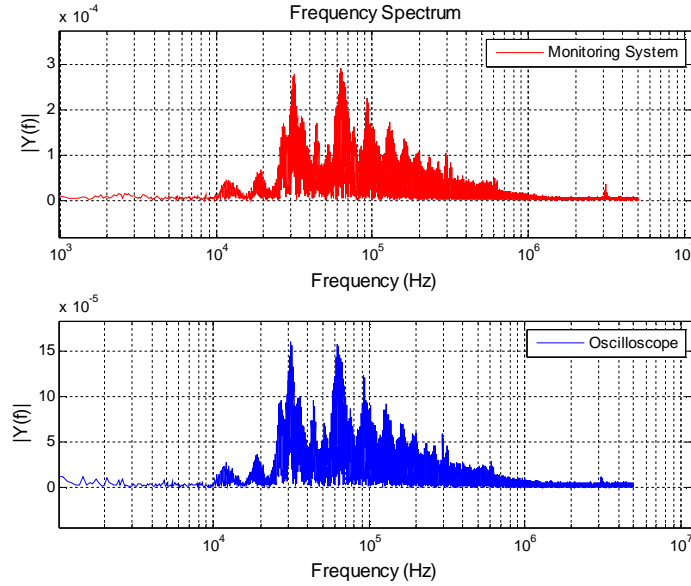 Frequency Spectrum
x 10^-4
Monitoring System
3
2
1
0
|Y(f)|
10^3
10^4
10^5
10^6
10
Frequency (Hz)
x 10^-5
Oscilloscope
15
10
5
0
|Y(f)|
10^4
10^5
10^6
10^7
Frequency (Hz)